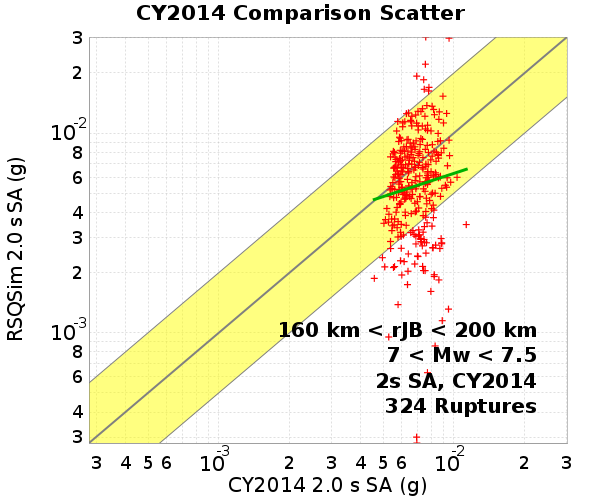 CY2014 Comparison Scatter
RSQSim 2.0 s SA (g)
3
2
10-2
8
6
4
3
2
10-3
8
6
4
3
160 km < rJB < 200 km
7 < Mw < 7.5
2s SA, CY2014
324 Ruptures
3 4 5 6 10-3 2 3 4 5 6 10-2 2 3
CY2014 2.0 s SA (g)